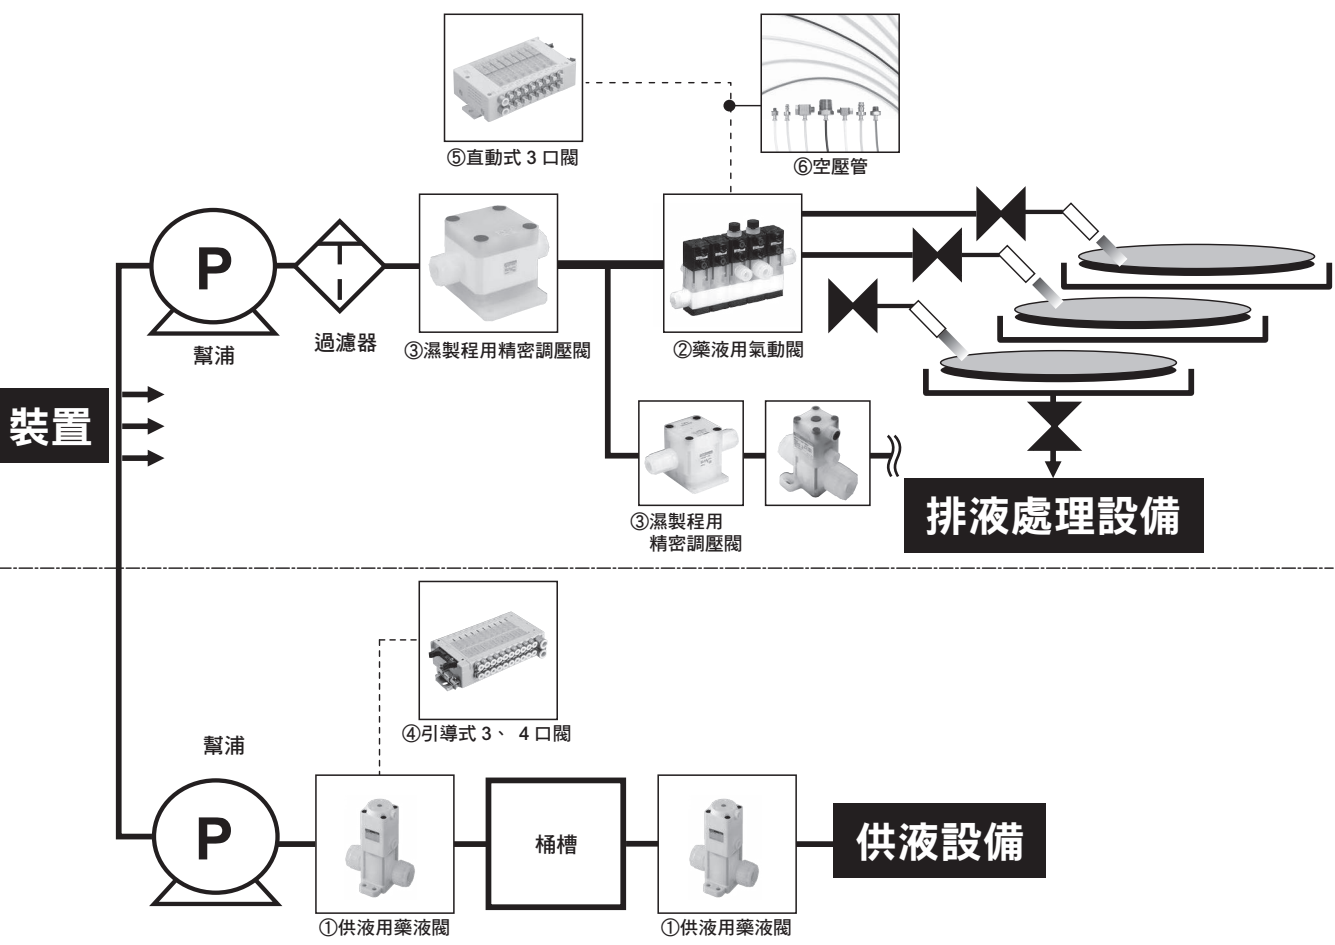 ⑤直動式 3 口閥
⑥空壓管
P
幫浦
過濾器
③濕製程用精密調壓閥
②藥液用氣動閥
裝置
③濕製程用
精密調壓閥
排液處理設備
④引導式 3、 4 口閥
幫浦
P
桶槽
供液設備
①供液用藥液閥
①供液用藥液閥